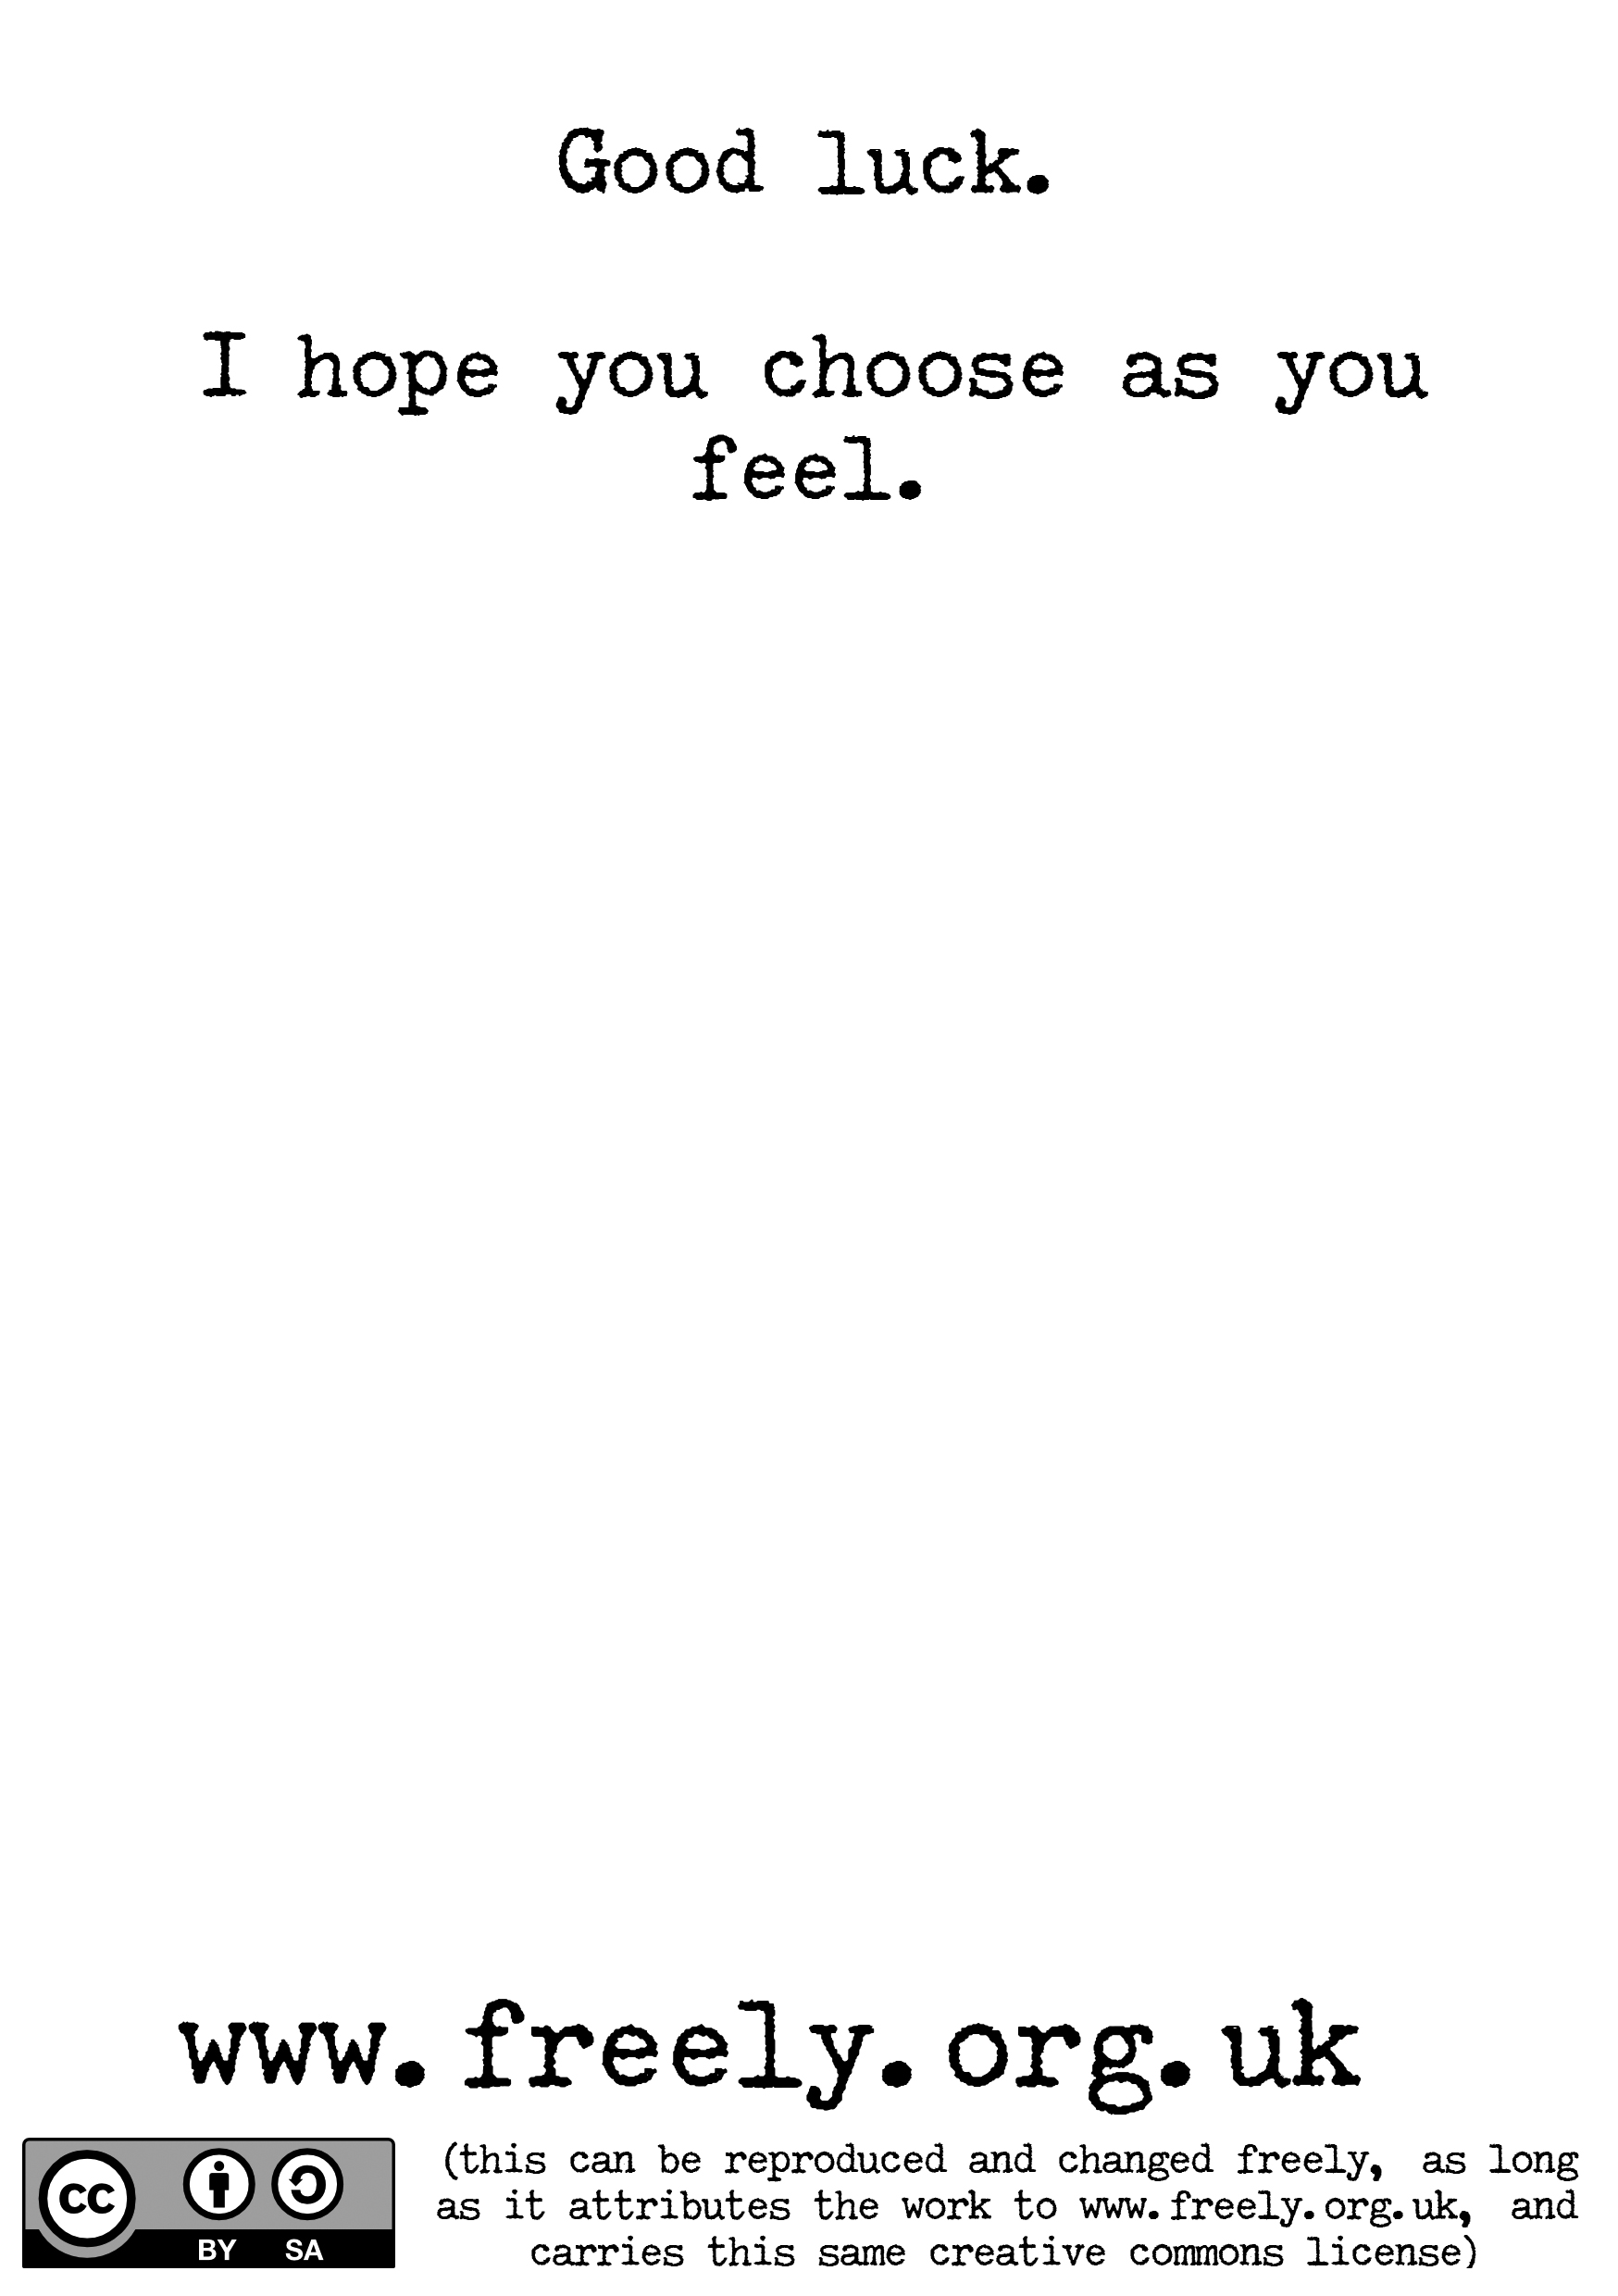 Good luck.
I hope you choose as you
feel.
www.freely.org.uk
(this can be reproduced and changed freely, as long
as it attributes the work to www.freely.org.uk, and
carries this same creative commons license)
cc
BY SA